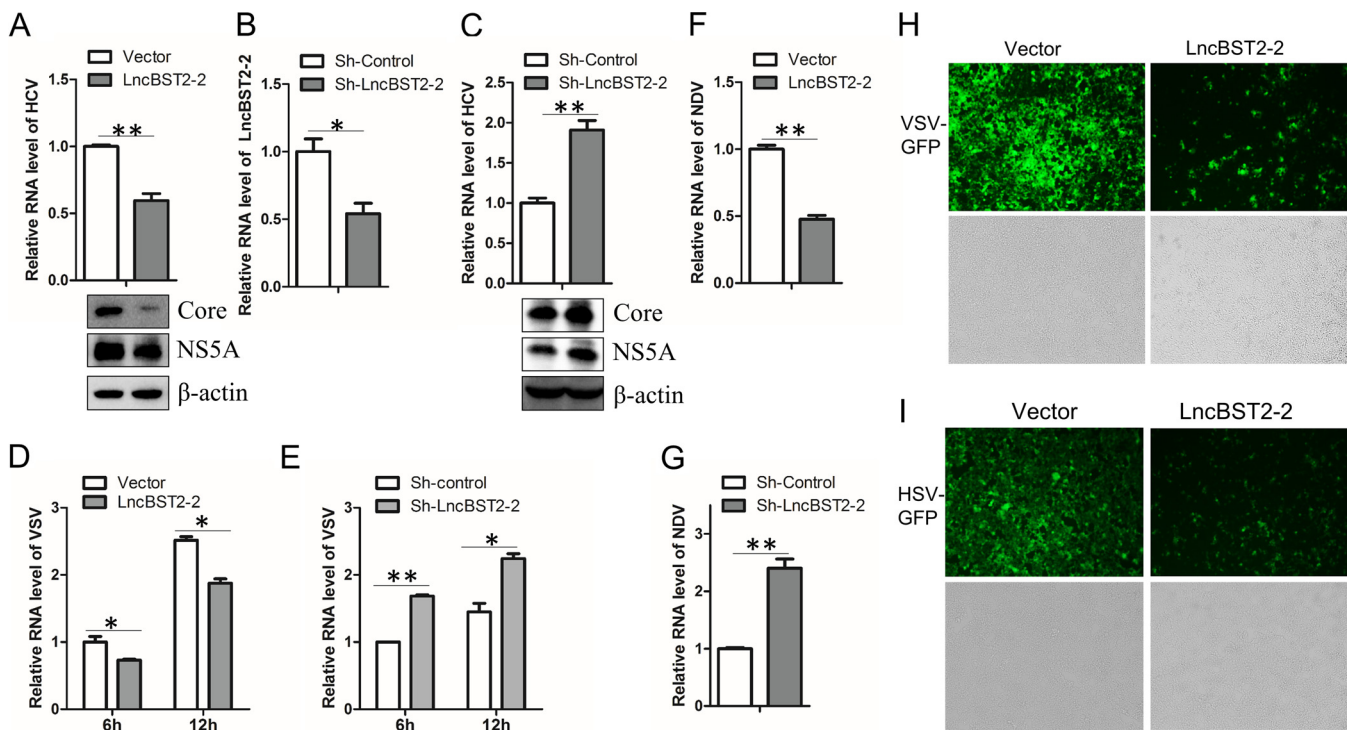 A
Vector
LncBST2-2
Relative RNA level of HCV
1.5
1.0
0.5
0.0
**
Core
NS5A
β-actin
B
Sh-Control
Sh-LncBST2-2
Relative RNA level of LncBST2-2
1.5
1.0
0.5
0.0
*
C
Sh-Control
Sh-LncBST2-2
Relative RNA level of HCV
2.5
2.0
1.5
1.0
0.5
0.0
**
Core
NS5A
β-actin
F
Vector
LncBST2-2
Relative RNA level of NDV
1.5
1.0
0.5
0.0
**
H
Vector
LncBST2-2
VSV-
GFP
D
Vector
LncBST2-2
Relative RNA level of VSV
3
2
1
0
*
*
6h
12h
E
Sh-control
Sh-LncBST2-2
Relative RNA level of VSV
3
2
1
0
**
*
6h
12h
G
Sh-Control
Sh-LncBST2-2
Relative RNA level of NDV
3
2
1
0
**
I
Vector
LncBST2-2
HSV-
GFP